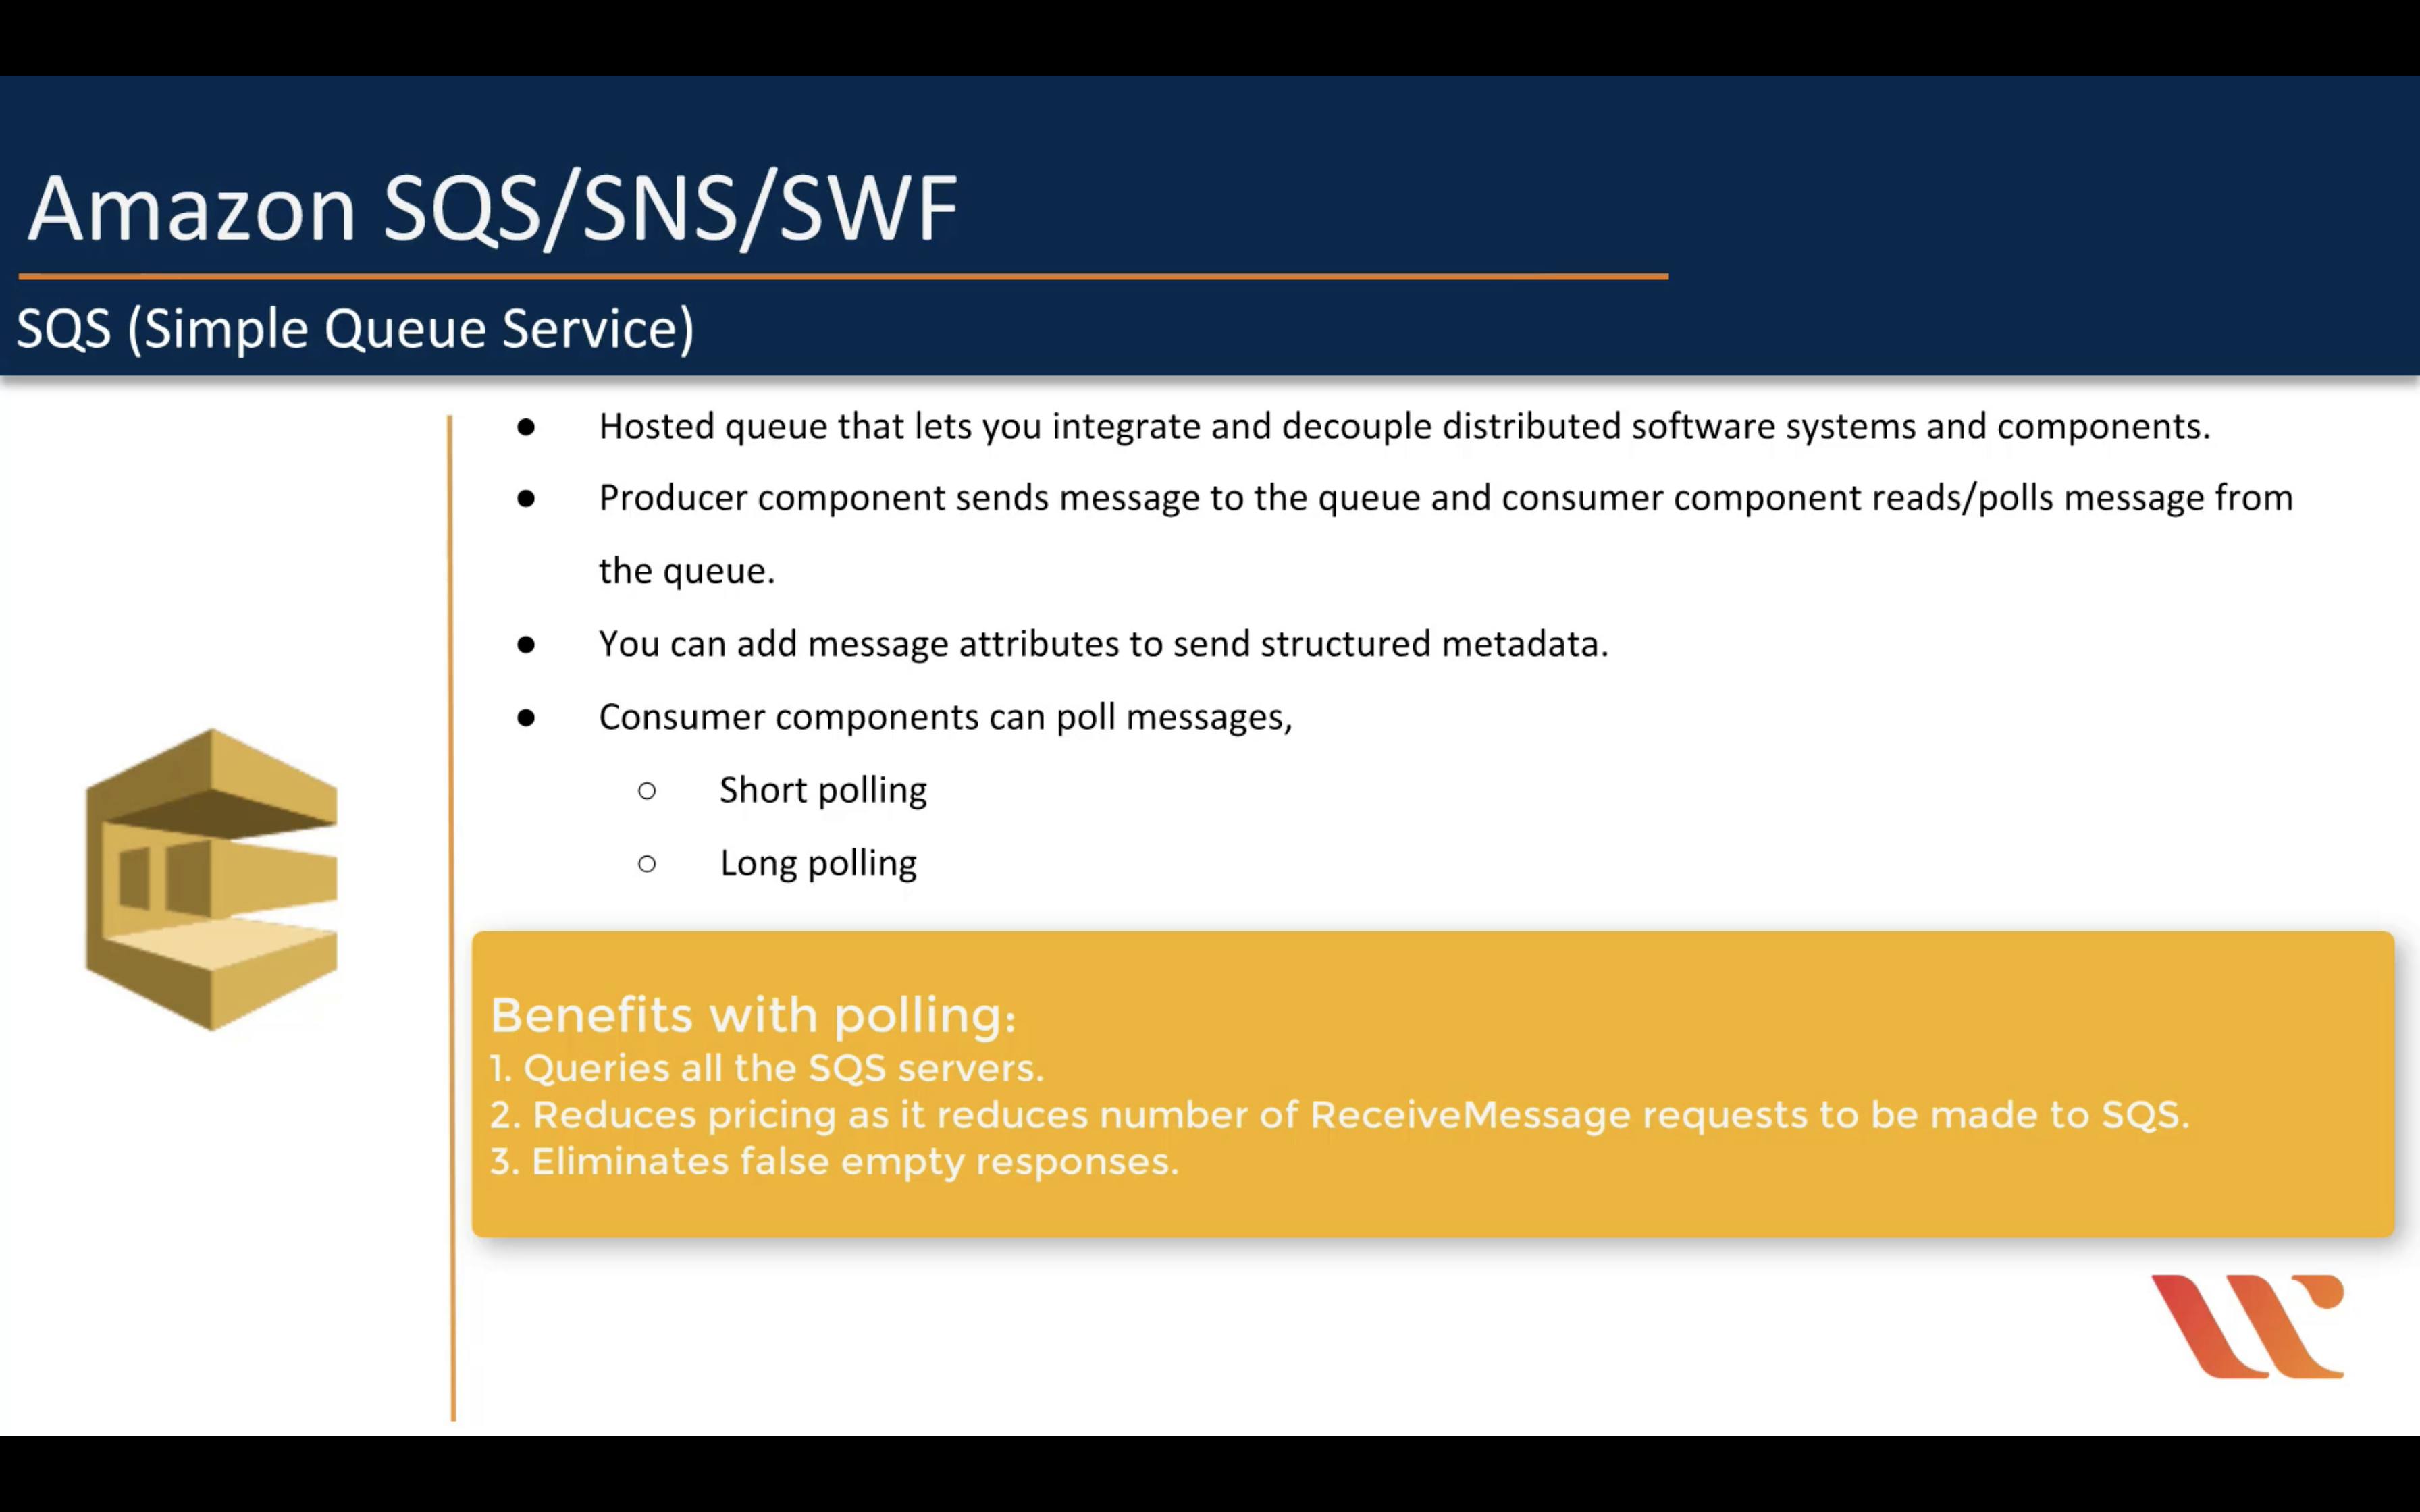 Amazon SQS/SNS/SWF
SQS (Simple Queue Service)
● Hosted queue that lets you integrate and decouple distributed software systems and components.
● Producer component sends message to the queue and consumer component reads/polls message from
the queue.
● You can add message attributes to send structured metadata.
● Consumer components can poll messages,
○ Short polling
○ Long polling
Benefits with polling:
1. Queries all the SQS servers.
2. Reduces pricing as it reduces number of ReceiveMessage requests to be made to SQS.
3. Eliminates false empty responses.